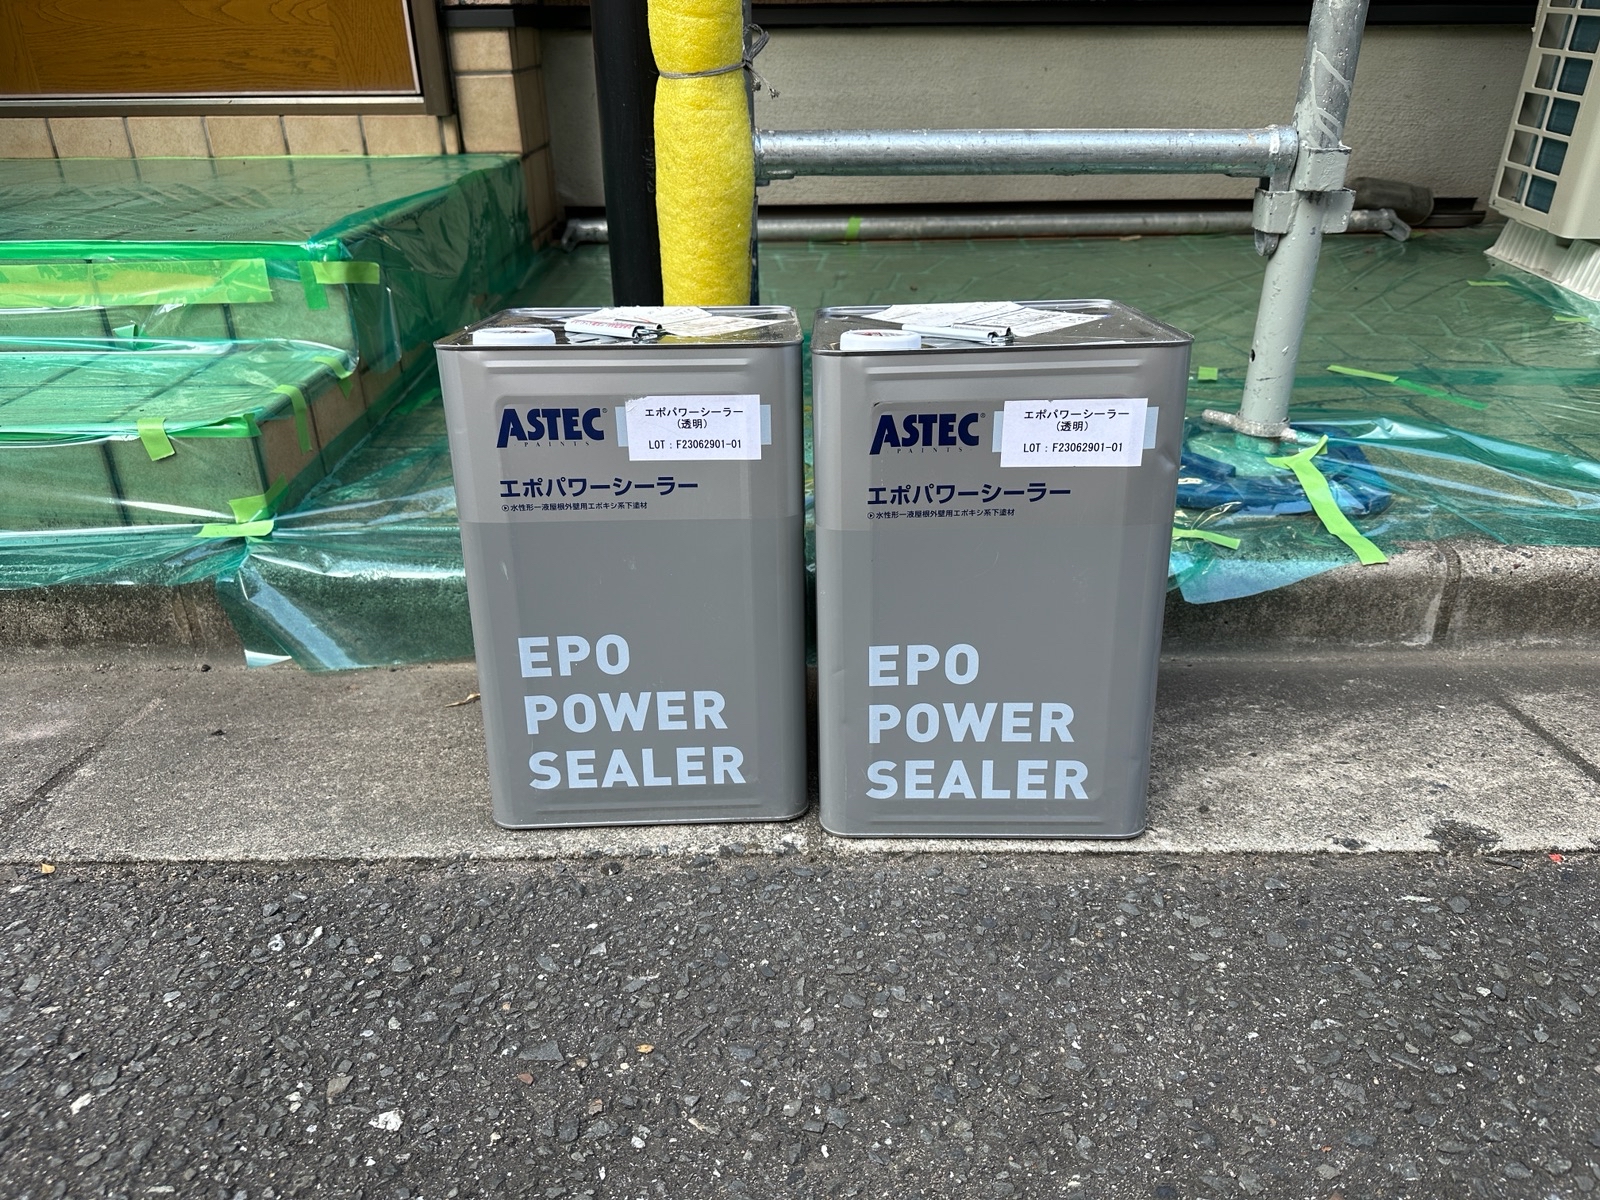 ASTEC
PAINTS
エポパワーシーラー
(透明)
LOT : F23062901-01
エポパワーシーラー
水性形一液屋根外壁用エポキシ系下塗材
EPO
POWER
SEALER
ASTEC
PAINTS
エポパワーシーラー
(透明)
LOT : F23062901-01
エポパワーシーラー
水性形一液屋根外壁用エポキシ系下塗材
EPO
POWER
SEALER